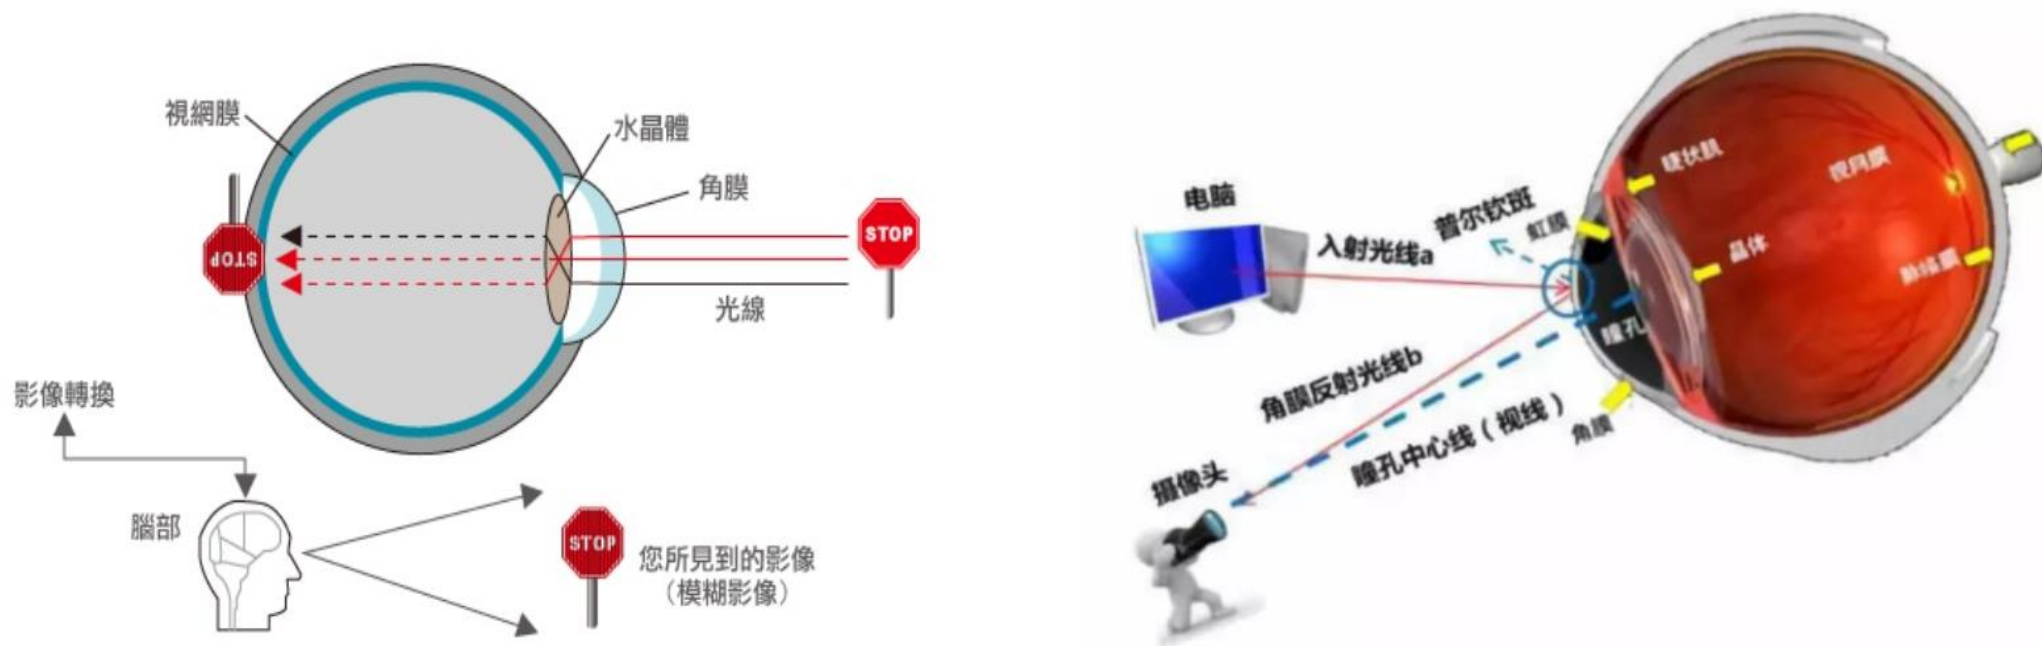 視網膜
水晶體
角膜
STOP
STOP
光線
影像轉換
腦部
STOP
您所見到的影像
（模糊影像）
电脑
入射光线a
普尔钦斑
虹膜
睫状肌
视网膜
晶体
脉络膜
瞳孔
角膜反射光线b
瞳孔中心线（视线）
角膜
摄像头